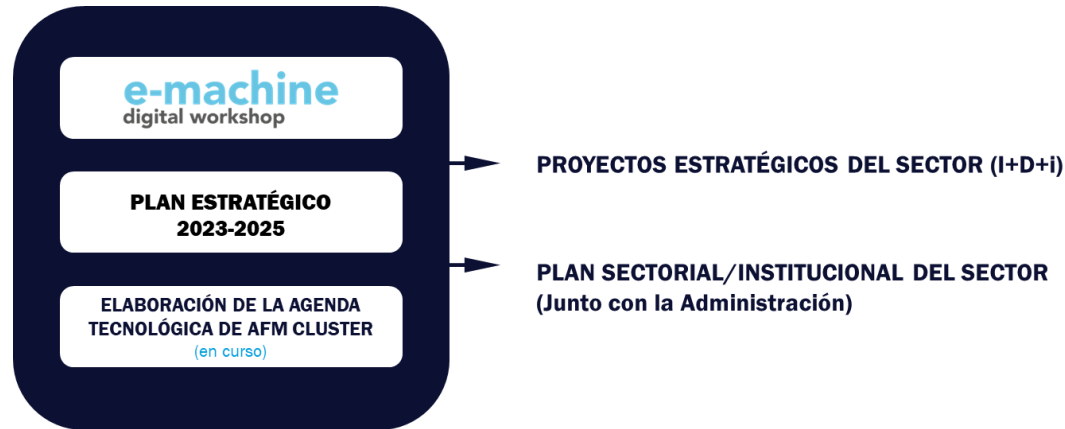 e-machine
digital workshop
PLAN ESTRATÉGICO
2023-2025
ELABORACIÓN DE LA AGENDA
TECNOLÓGICA DE AFM CLUSTER
(en curso)
PROYECTOS ESTRATÉGICOS DEL SECTOR (I+D+i)
PLAN SECTORIAL/INSTITUCIONAL DEL SECTOR
(Junto con la Administración)